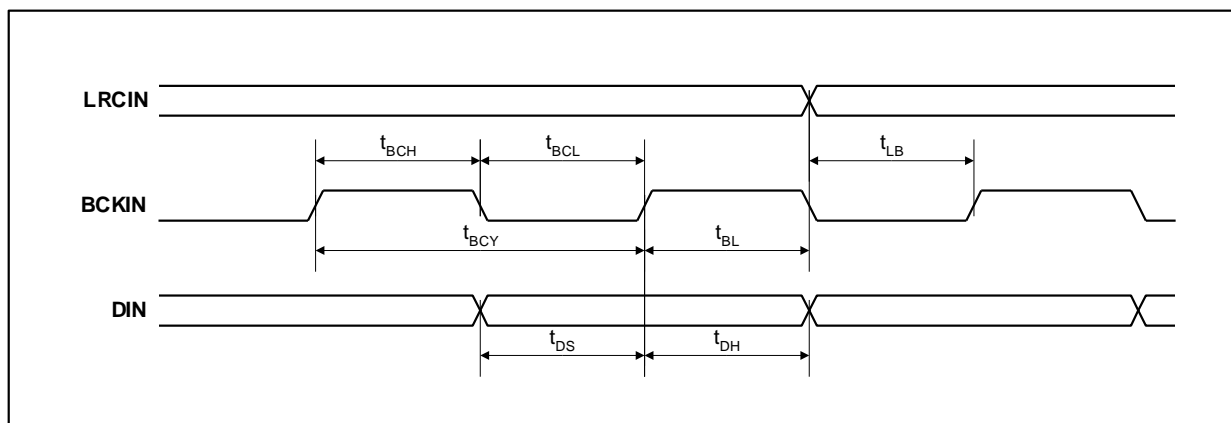 LRCIN
tBCH tBCL tLB
BCKIN
tBCY tBL
DIN
tDS tDH